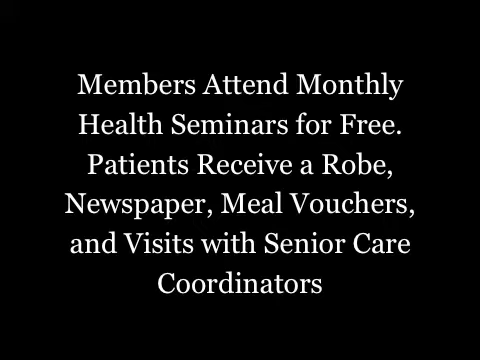 Members Attend Monthly
Health Seminars for Free.
Patients Receive a Robe,
Newspaper, Meal Vouchers,
and Visits with Senior Care
Coordinators